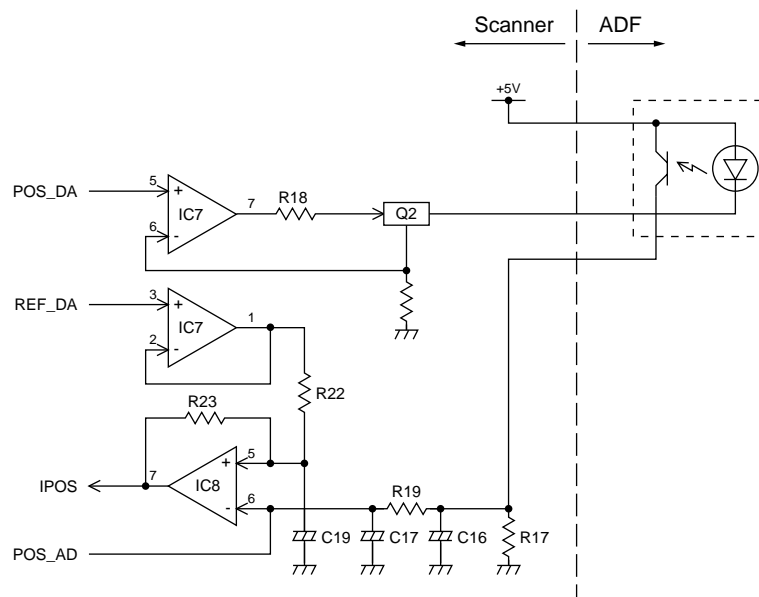 Scanner ADF
+5V
POS_DA 5 + IC7 6 - 7 R18 Q2
REF_DA 3 + IC7 2 - 1
R22
R23
IPOS 7 IC8 + 5 - 6
R19
POS_AD C19 C17 C16 R17